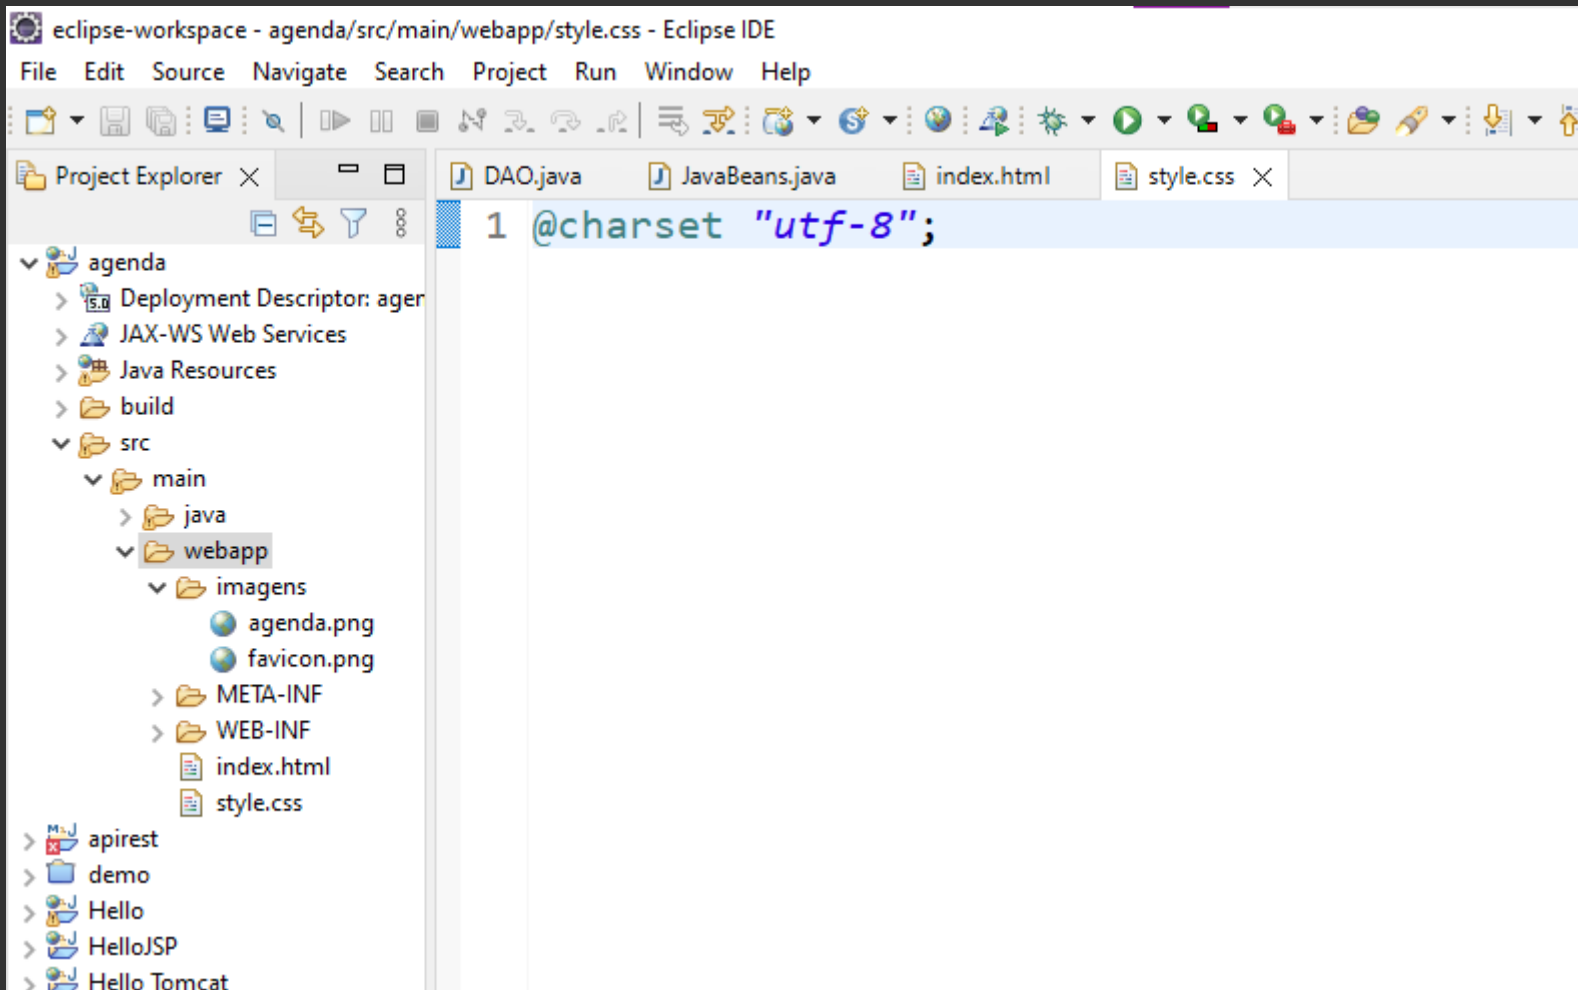 eclipse-workspace - agenda/src/main/webapp/style.css - Eclipse IDE
File Edit Source Navigate Search Project Run Window Help
Project Explorer
DAO.java JavaBeans.java index.html style.css
1 @charset "utf-8";
agenda
5.0 Deployment Descriptor: agen
JAX-WS Web Services
Java Resources
build
src
main
java
webapp
imagens
agenda.png
favicon.png
META-INF
WEB-INF
index.html
style.css
apirest
demo
Hello
HelloJSP
Hello Tomcat